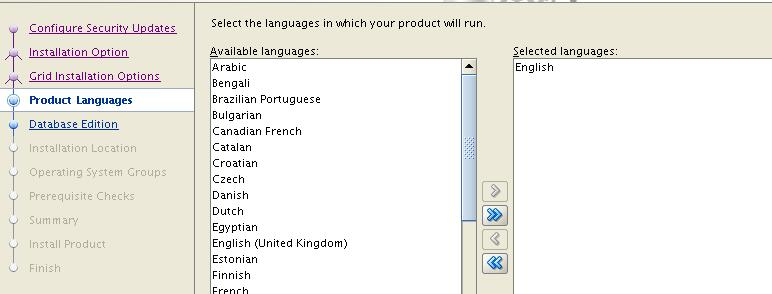 Select the languages in which your product will run.
Configure Security Updates
Installation Option
Grid Installation Options
Product Languages
Database Edition
Installation Location
Operating System Groups
Prerequisite Checks
Summary
Install Product
Finish
Available languages:
Arabic
Bengali
Brazilian Portuguese
Bulgarian
Canadian French
Catalan
Croatian
Czech
Danish
Dutch
Egyptian
English (United Kingdom)
Estonian
Finnish
French
Selected languages:
English